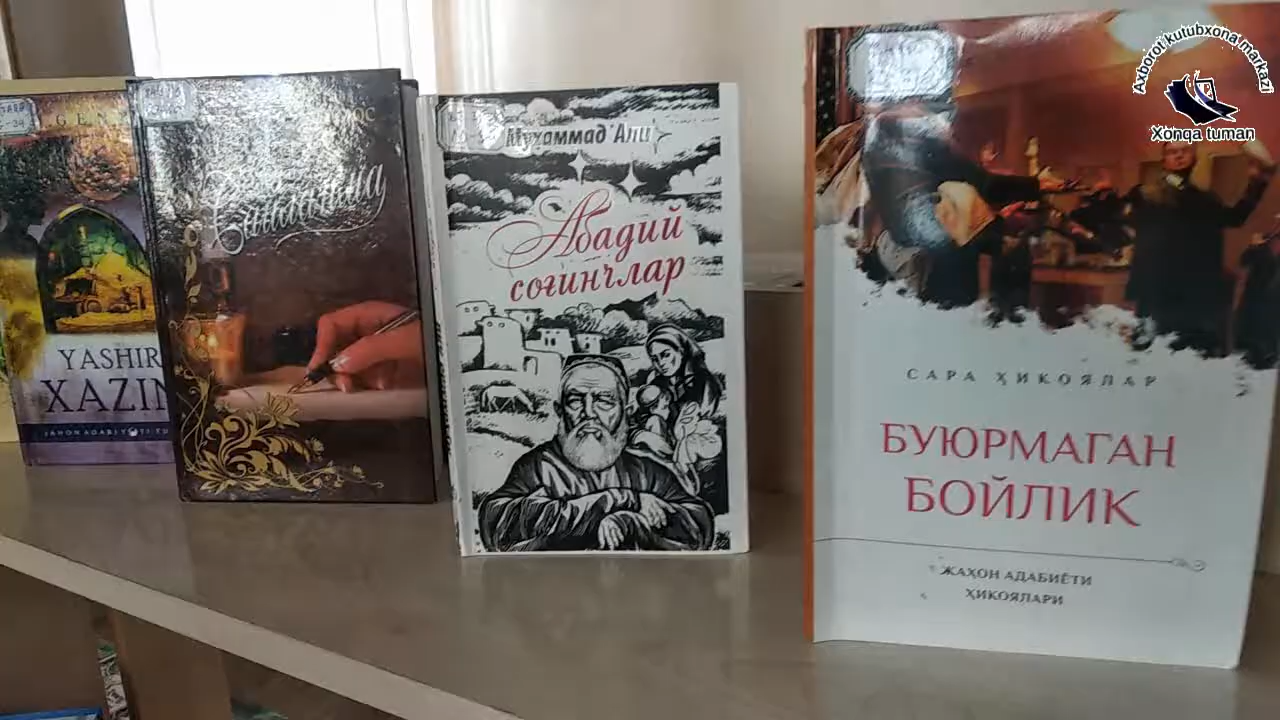 YASHIR
XAZIN
JAHON ADABIYOTI
Муҳаммад Али
Абадий
соғинчлар
САРА ҲИКОЯЛАР
БУЮРМАГАН
БОЙЛИК
ЖАҲОН АДАБИЁТИ
ҲИКОЯЛАРИ
Axborot kutubxona markazi
Xonqa tuman